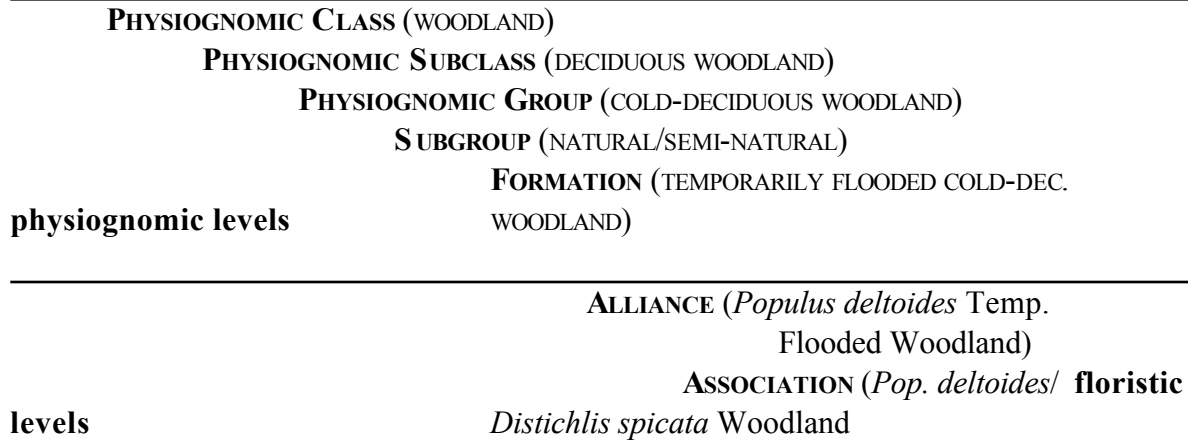 PHYSIOGNOMIC CLASS (WOODLAND)
PHYSIOGNOMIC SUBCLASS (DECIDUOUS WOODLAND)
PHYSIOGNOMIC GROUP (COLD-DECIDUOUS WOODLAND)
SUBGROUP (NATURAL/SEMI-NATURAL)
FORMATION (TEMPORARILY FLOODED COLD-DEC.
physiognomic levels WOODLAND)
ALLIANCE (Populus deltoides Temp.
Flooded Woodland)
ASSOCIATION (Pop. deltoides/ floristic
levels Distichlis spicata Woodland